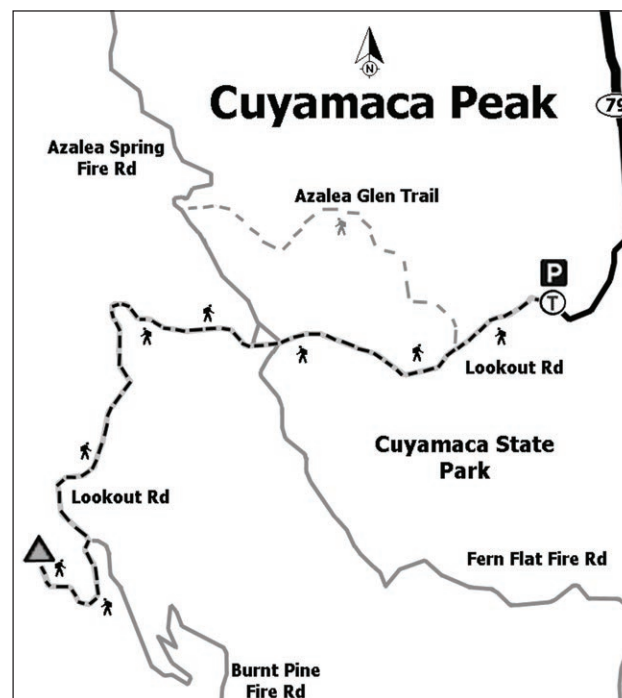 N
Cuyamaca Peak
79
Azalea Spring
Fire Rd
Azalea Glen Trail
P
T
Lookout Rd
Cuyamaca State
Park
Lookout Rd
Fern Flat Fire Rd
Burnt Pine
Fire Rd